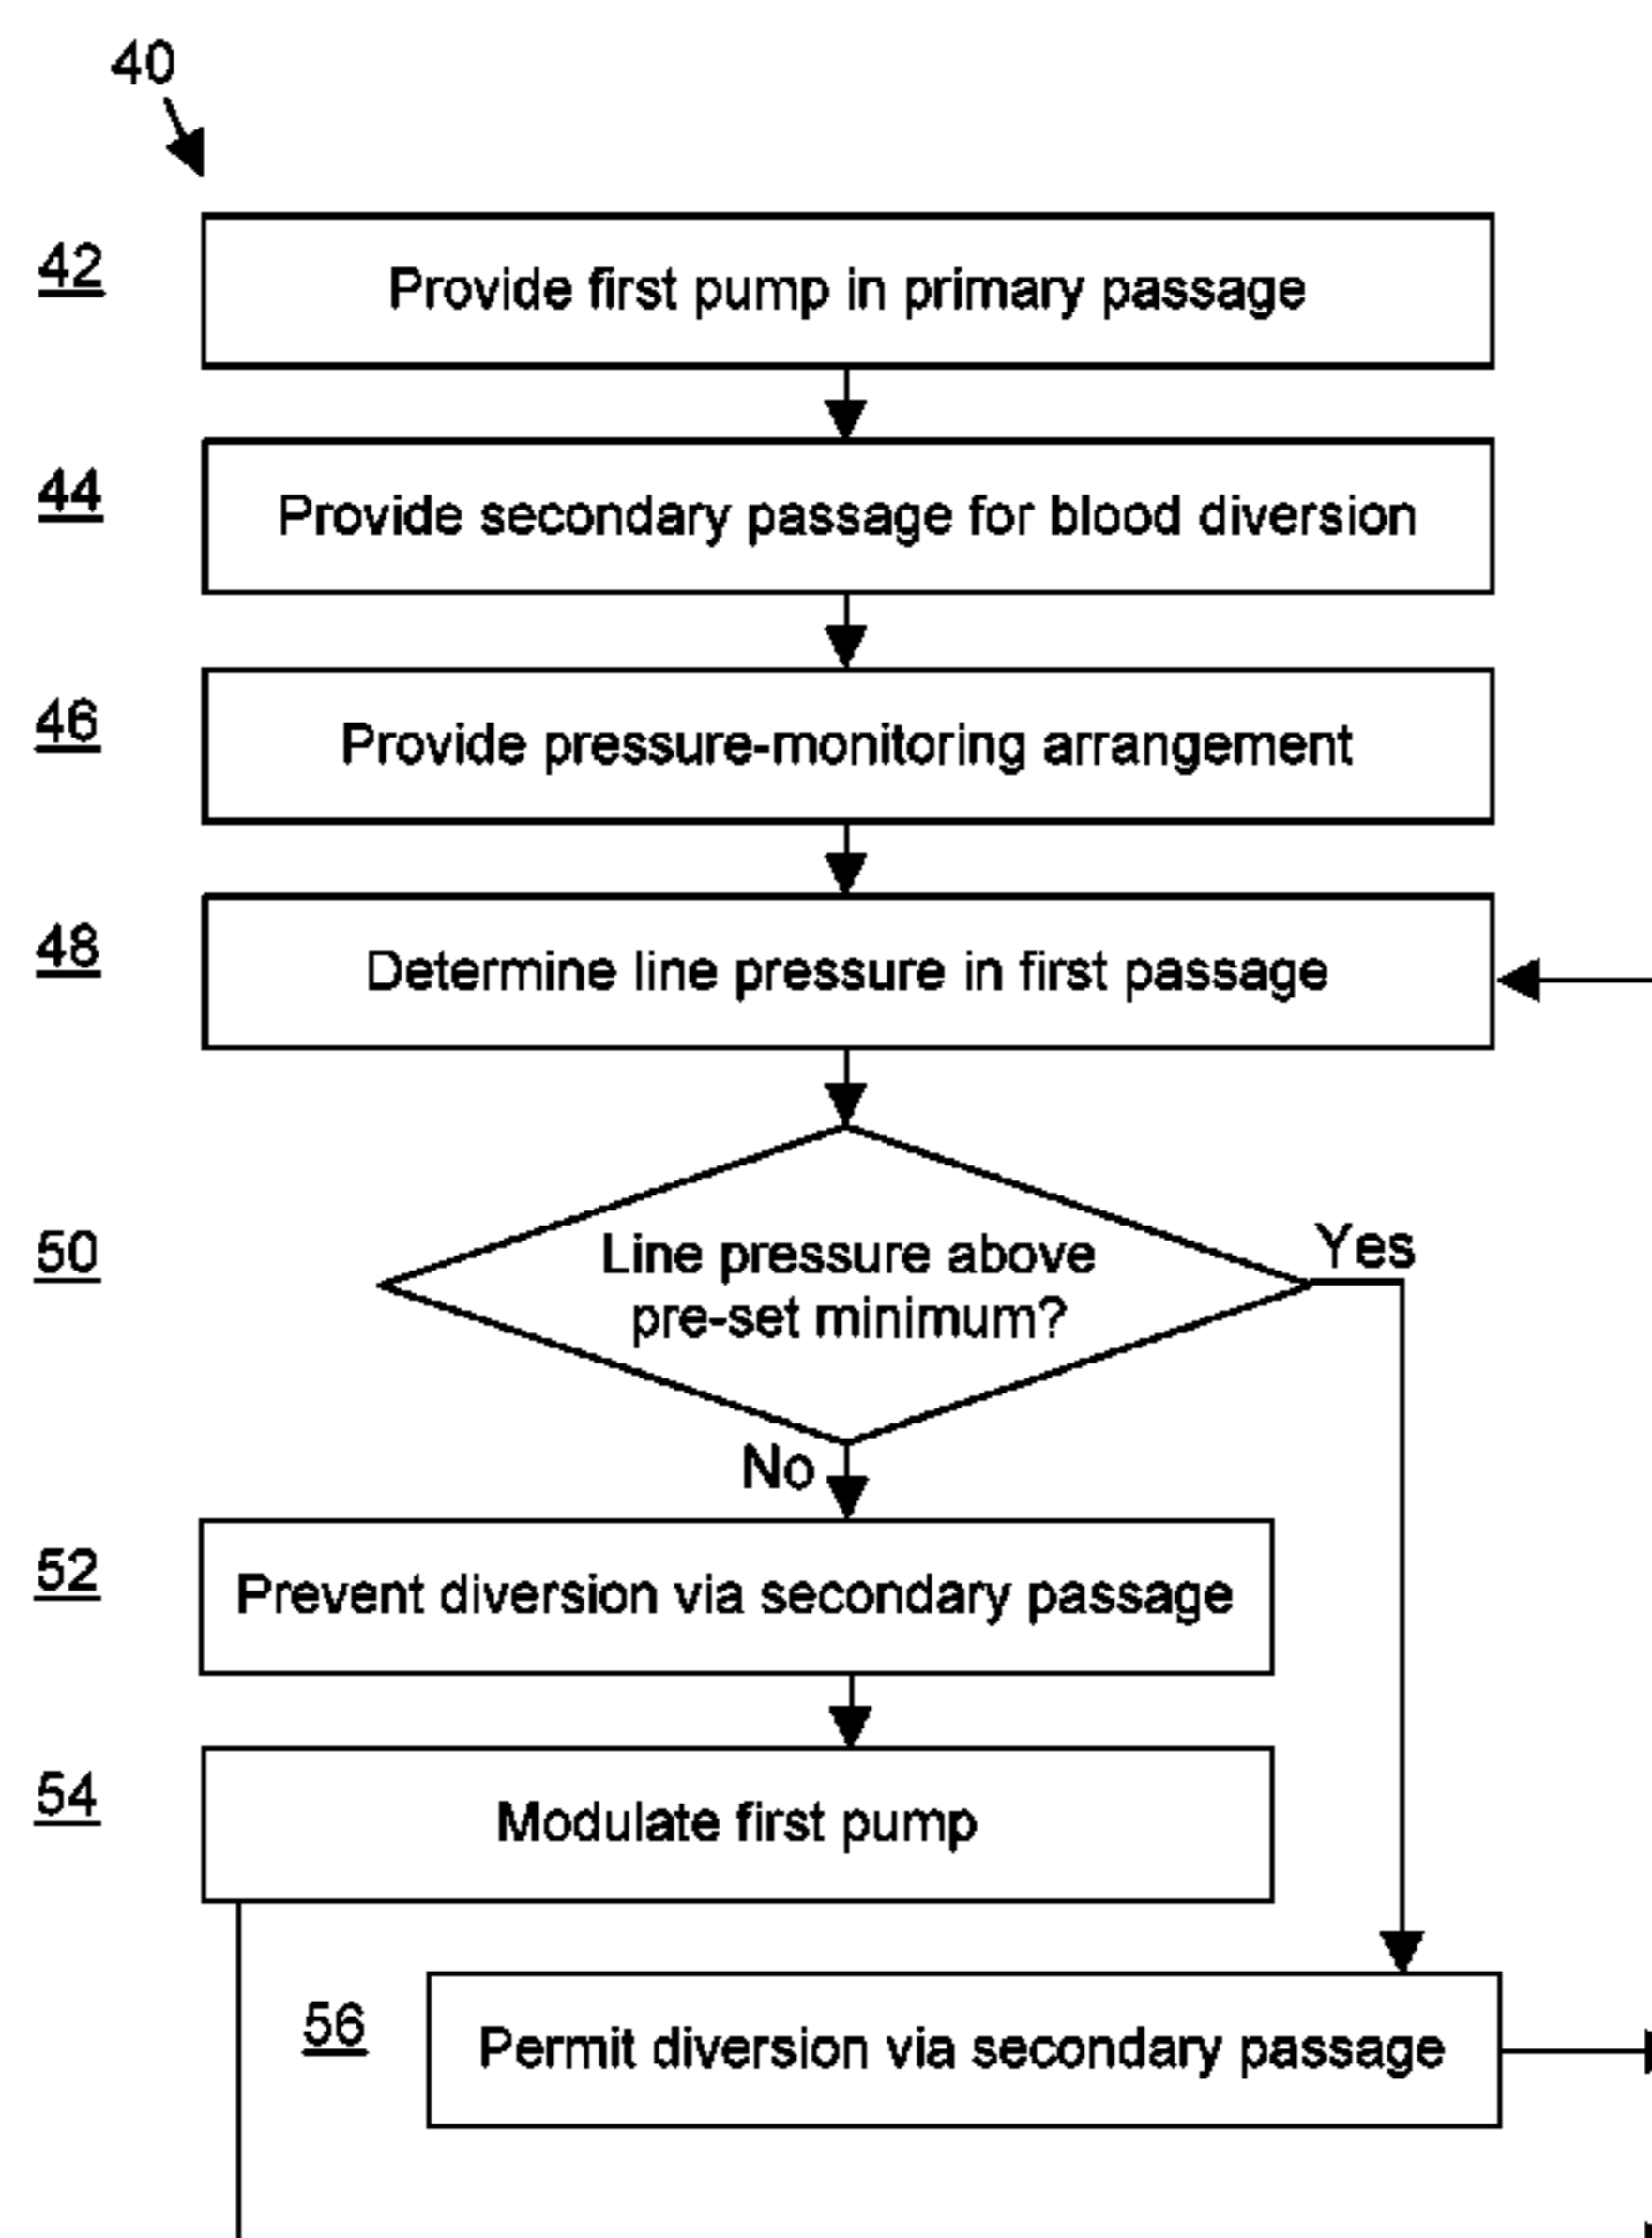 40
42
Provide first pump in primary passage
44
Provide secondary passage for blood diversion
46
Provide pressure-monitoring arrangement
48
Determine line pressure in first passage
50
Line pressure above
pre-set minimum?
Yes
No
52
Prevent diversion via secondary passage
54
Modulate first pump
56
Permit diversion via secondary passage